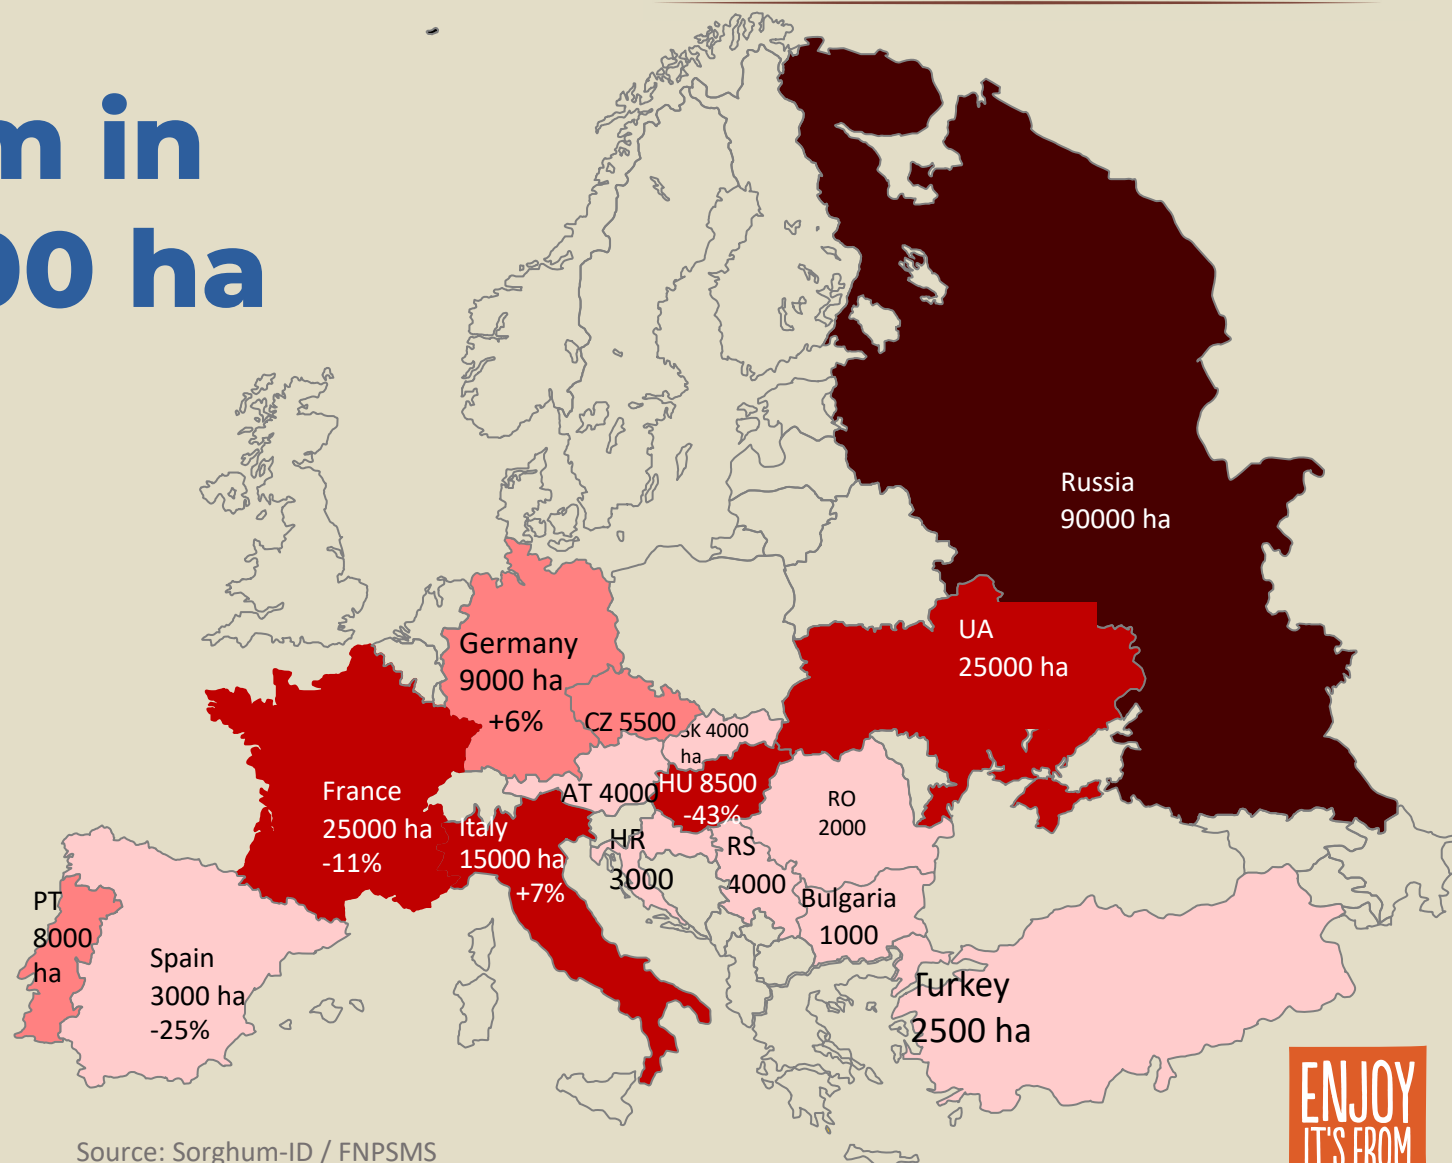 m in
00 ha
Russia
90000 ha
UA
25000 ha
Germany
9000 ha
+6%
CZ 5500
SK 4000
ha
AT 4000
HU 8500
-43%
France
25000 ha
-11%
Italy
15000 ha
+7%
HR
3000
RS
4000
RO
2000
Bulgaria
1000
PT
8000
ha
Spain
3000 ha
-25%
Turkey
2500 ha
Source: Sorghum-ID / FNPSMS
ENJOY
IT'S FROM